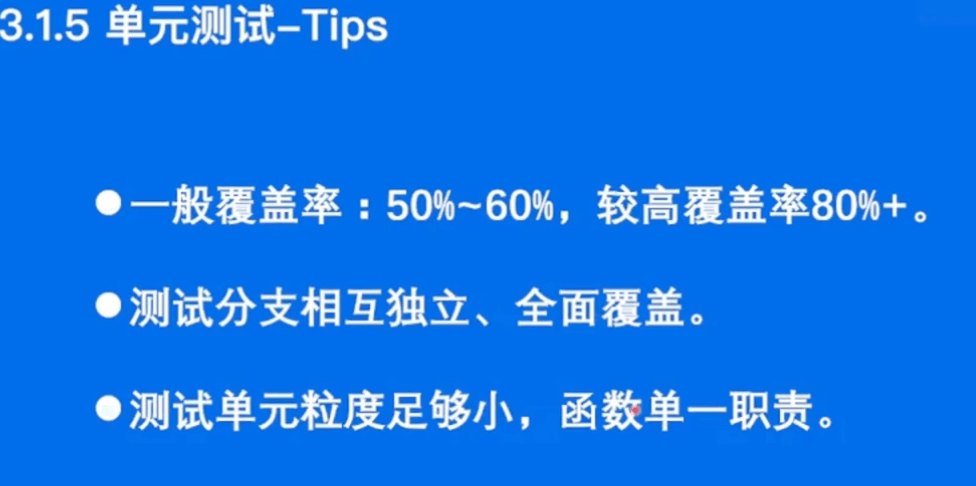 3.1.5 单元测试–Tips
●一般覆盖率：50%~60%，较高覆盖率80%+。
●测试分支相互独立、全面覆盖。
●测试单元粒度足够小，函数单一职责。